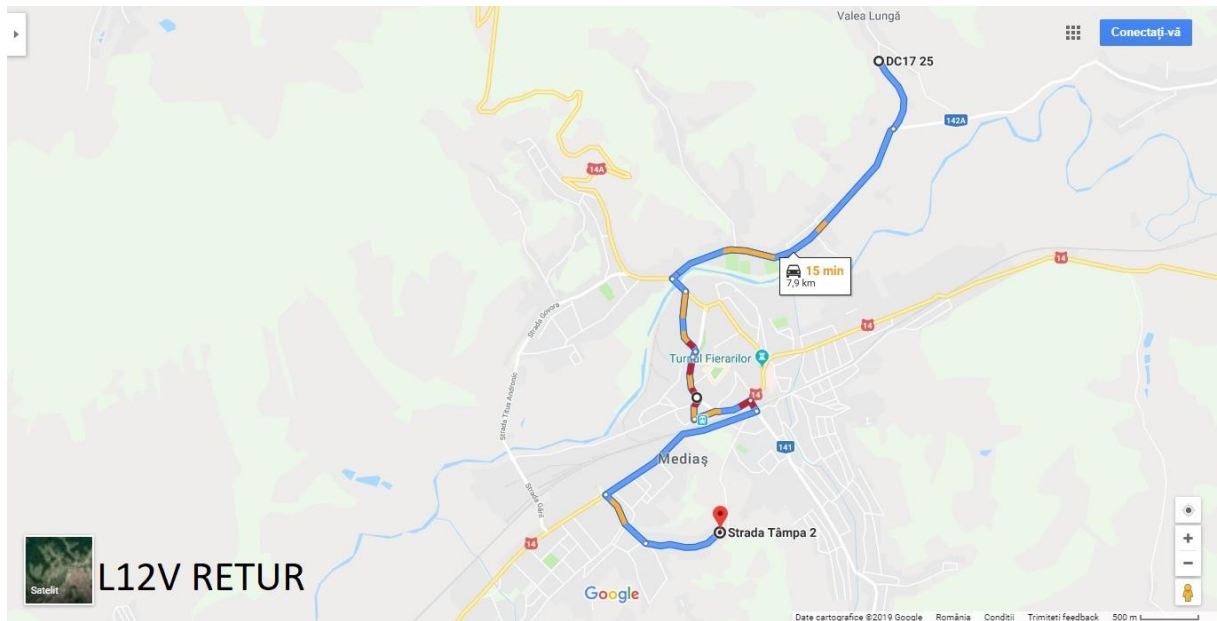 Valea Lungă
Conectați-vă
DC17 25
142A
14A
14
15 min
7,9 km
Strada Govora
14
Turnul Fierarilor
Strada Titus Andronic
14
141
Mediaș
Strada Gării
Strada Tâmpa 2
14
Satelit
L12V RETUR
Google
Date cartografice ©2019 Google România Condiții Trimiteți feedback 500 m